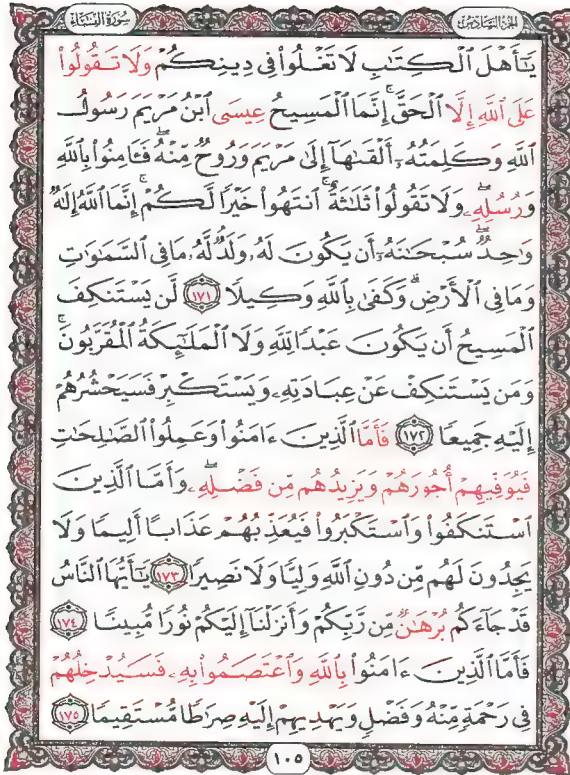 سُورَةُ النِّسَاءِ
الجزء السادس
يَـٰٓأَهۡلَ ٱلۡكِتَـٰبِ لَا تَغۡلُوا۟ فِى دِينِكُمۡ وَلَا تَقُولُوا۟
عَلَى ٱللَّهِ إِلَّا ٱلۡحَقَّۚ إِنَّمَا ٱلۡمَسِيحُ عِيسَى ٱبۡنُ مَرۡيَمَ رَسُولُ
ٱللَّهِ وَكَلِمَتُهُۥٓ أَلۡقَىٰهَآ إِلَىٰ مَرۡيَمَ وَرُوحٌ مِّنۡهُۖ فَـَٔامِنُوا۟ بِٱللَّهِ
وَرُسُلِهِۦۖ وَلَا تَقُولُوا۟ ثَلَـٰثَةٌۚ ٱنتَهُوا۟ خَيۡرًا لَّكُمۡۚ إِنَّمَا ٱللَّهُ إِلَـٰهٌ
وَٰحِدٌۖ سُبۡحَـٰنَهُۥٓ أَن يَكُونَ لَهُۥ وَلَدٌۘ لَّهُۥ مَا فِى ٱلسَّمَـٰوَٰتِ
وَمَا فِى ٱلۡأَرۡضِۗ وَكَفَىٰ بِٱللَّهِ وَكِيلًا ١٧١ لَّن يَسۡتَنكِفَ
ٱلۡمَسِيحُ أَن يَكُونَ عَبۡدًا لِّلَّهِ وَلَا ٱلۡمَلَـٰٓئِكَةُ ٱلۡمُقَرَّبُونَۚ
وَمَن يَسۡتَنكِفۡ عَنۡ عِبَادَتِهِۦ وَيَسۡتَكۡبِرۡ فَسَيَحۡشُرُهُمۡ
إِلَيۡهِ جَمِيعًا ١٧٢ فَأَمَّا ٱلَّذِينَ ءَامَنُوا۟ وَعَمِلُوا۟ ٱلصَّـٰلِحَـٰتِ
فَيُوَفِّيهِمۡ أُجُورَهُمۡ وَيَزِيدُهُم مِّن فَضۡلِهِۦۖ وَأَمَّا ٱلَّذِينَ
ٱسۡتَنكَفُوا۟ وَٱسۡتَكۡبَرُوا۟ فَيُعَذِّبُهُمۡ عَذَابًا أَلِيمًا وَلَا
يَجِدُونَ لَهُم مِّن دُونِ ٱللَّهِ وَلِيًّا وَلَا نَصِيرًا ١٧٣ يَـٰٓأَيُّهَا ٱلنَّاسُ
قَدۡ جَآءَكُم بُرۡهَـٰنٌ مِّن رَّبِّكُمۡ وَأَنزَلۡنَآ إِلَيۡكُمۡ نُورًا مُّبِينًا ١٧٤
فَأَمَّا ٱلَّذِينَ ءَامَنُوا۟ بِٱللَّهِ وَٱعۡتَصَمُوا۟ بِهِۦ فَسَيُدۡخِلُهُمۡ
فِى رَحۡمَةٍ مِّنۡهُ وَفَضۡلٍ وَيَهۡدِيهِمۡ إِلَيۡهِ صِرَٰطًا مُّسۡتَقِيمًا ١٧٥
١٠٥